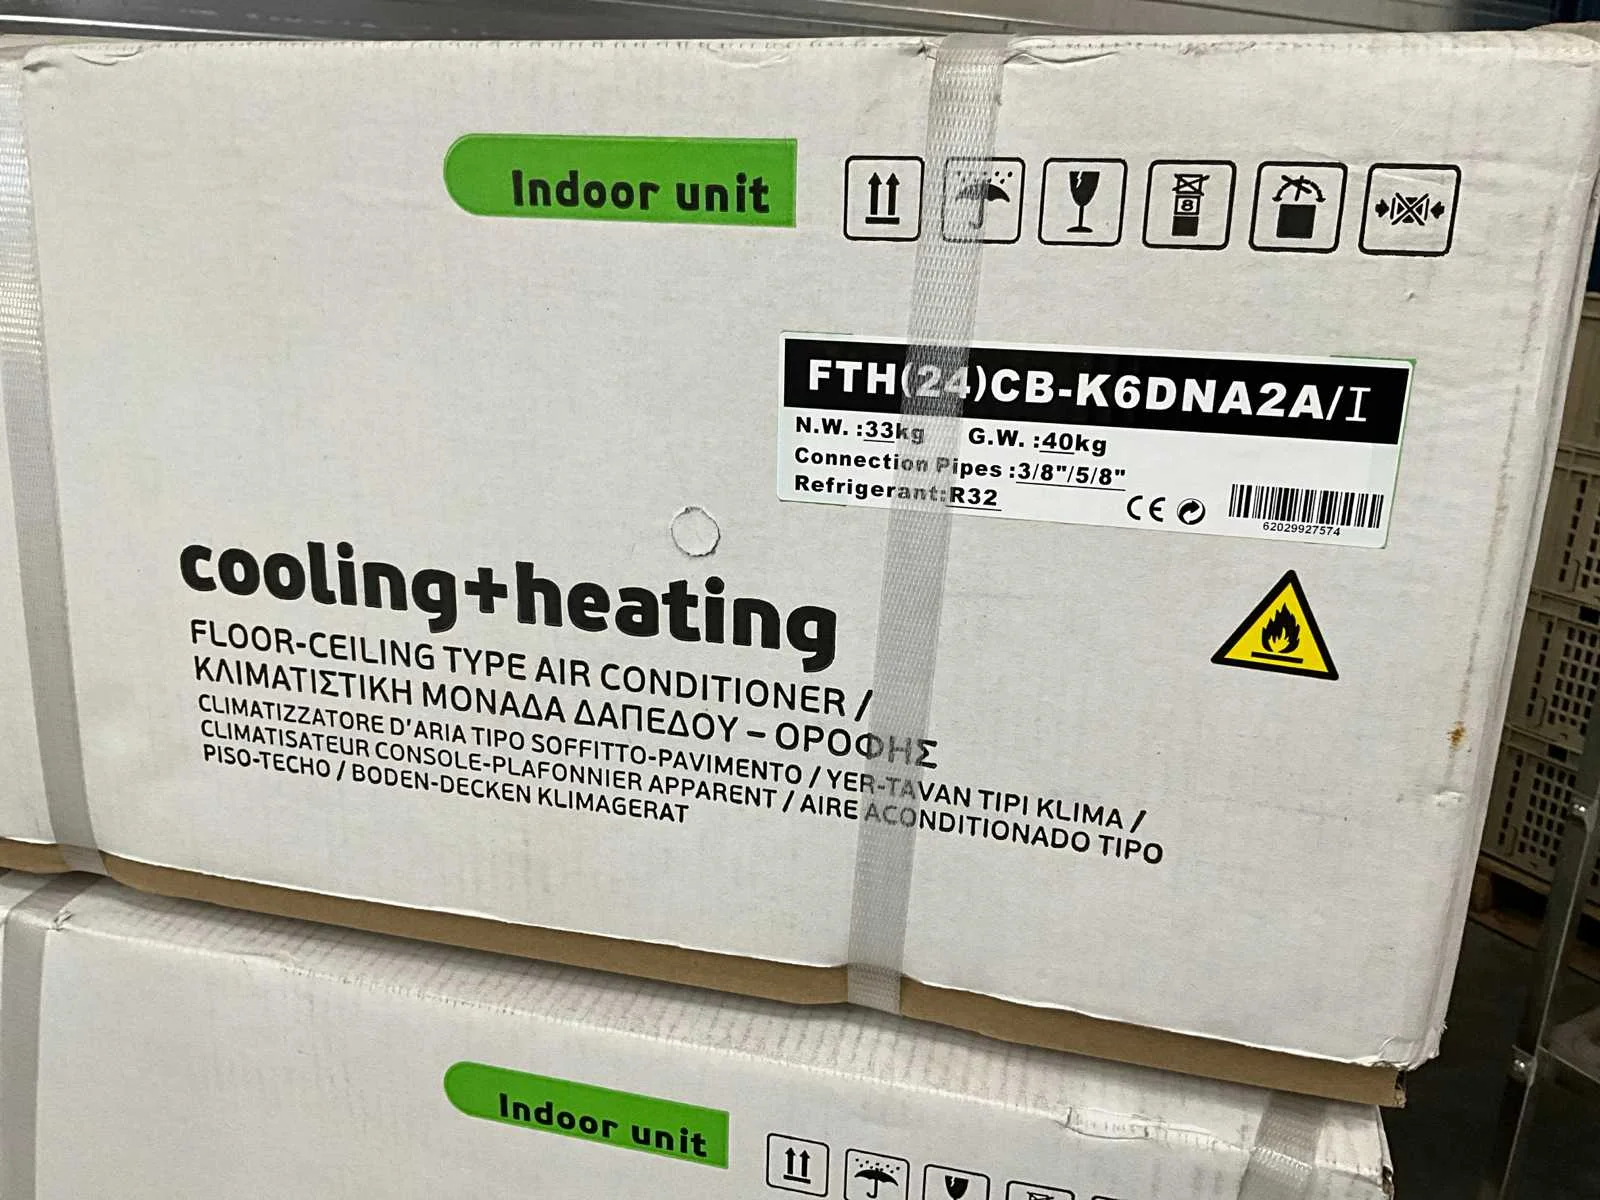 Indoor unit
8
FTH(24)CB-K6DNA2A/I
N.W. :33kg G.W. :40kg
Connection Pipes :3/8"/5/8"
Refrigerant:R32
CE
62029927574
cooling+heating
FLOOR-CEILING TYPE AIR CONDITIONER /
ΚΛΙΜΑΤΙΣΤΙΚΗ ΜΟΝΑΔΑ ΔΑΠΕΔΟΥ – ΟΡΟΦΗΣ
CLIMATIZZATORE D'ARIA TIPO SOFFITTO-PAVIMENTO / YER-TAVAN TIPI KLIMA /
CLIMATISATEUR CONSOLE-PLAFONNIER APPARENT / AIRE ACONDITIONADO TIPO
PISO-TECHO / BODEN-DECKEN KLIMAGERAT
Indoor unit